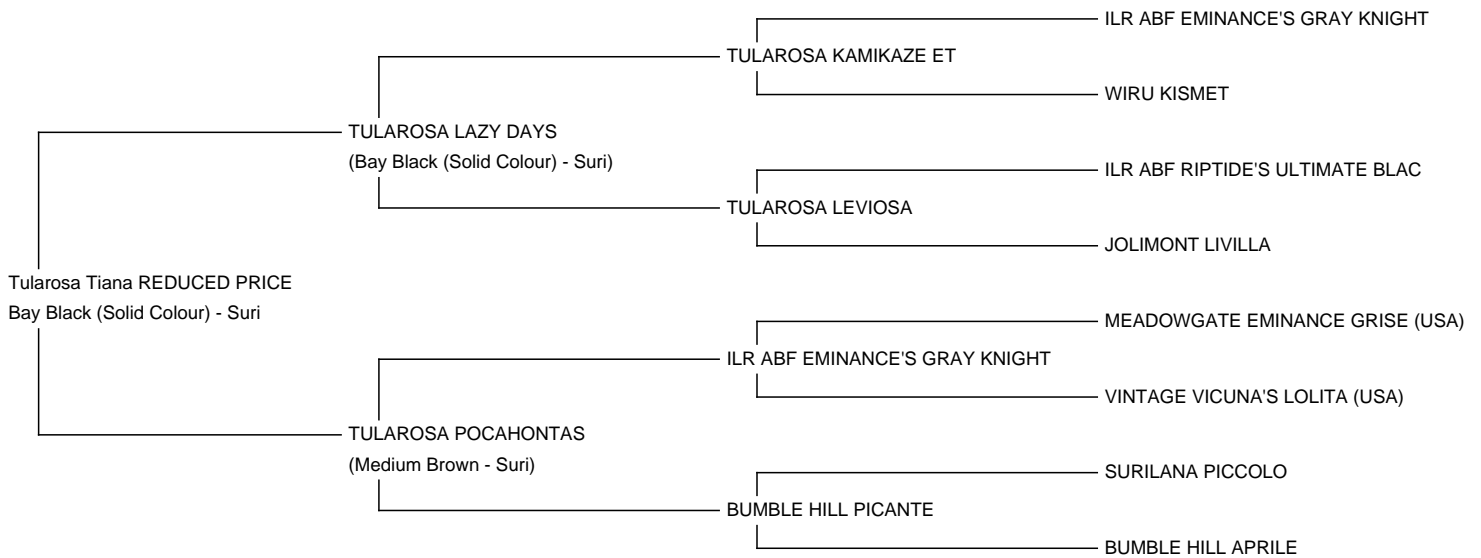 ILR ABF EMINANCE'S GRAY KNIGHT
TULAROSA KAMIKAZE ET
WIRU KISMET
TULAROSA LAZY DAYS
(Bay Black (Solid Colour) - Suri)
ILR ABF RIPTIDE'S ULTIMATE BLAC
TULAROSA LEVIOSA
JOLIMONT LIVILLA
Tularosa Tiana REDUCED PRICE
Bay Black (Solid Colour) - Suri
MEADOWGATE EMINANCE GRISE (USA)
ILR ABF EMINANCE'S GRAY KNIGHT
VINTAGE VICUNA'S LOLITA (USA)
TULAROSA POCAHONTAS
(Medium Brown - Suri)
SURILANA PICCOLO
BUMBLE HILL PICANTE
BUMBLE HILL APRILE